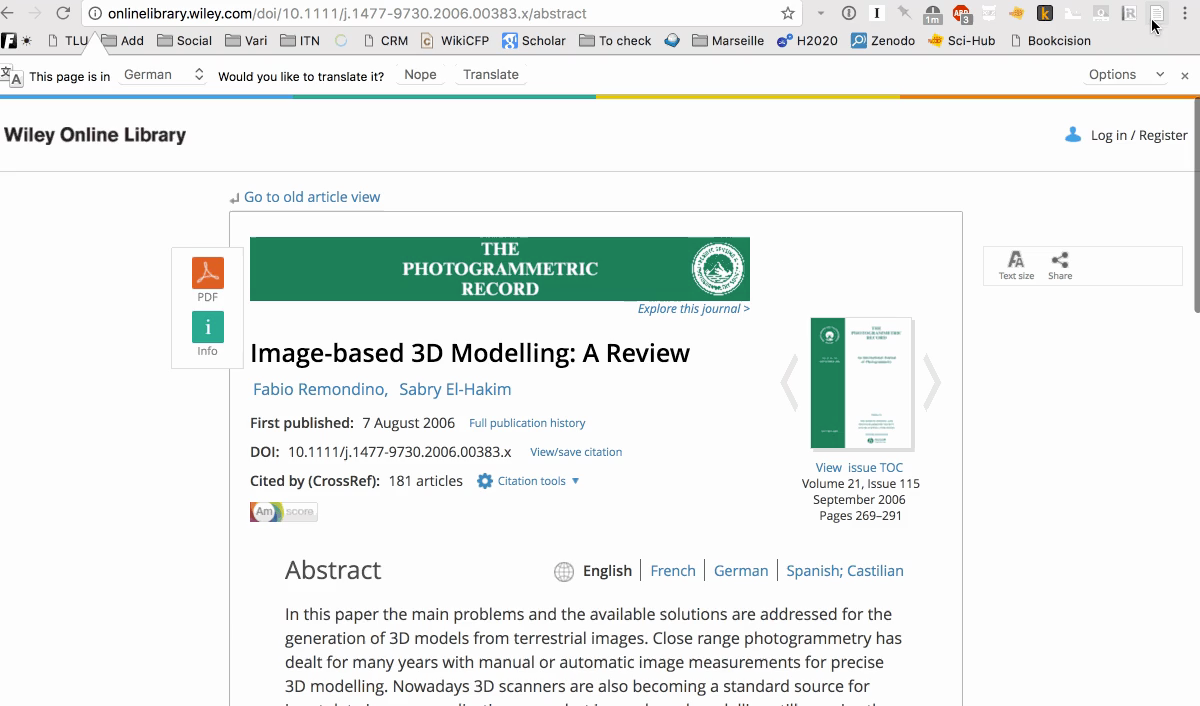 onlinelibrary.wiley.com/doi/10.1111/j.1477-9730.2006.00383.x/abstract
1m
ABP
3
TLU Add Social Vari ITN CRM WikiCFP Scholar To check Marseille H2020 Zenodo Sci-Hub Bookcision
This page is in German Would you like to translate it? Nope Translate Options
Wiley Online Library
Log in / Register
Go to old article view
THE
PHOTOGRAMMETRIC
RECORD
Explore this journal >
PDF
Info
Text size Share
Image-based 3D Modelling: A Review
Fabio Remondino, Sabry El-Hakim
First published: 7 August 2006 Full publication history
DOI: 10.1111/j.1477-9730.2006.00383.x View/save citation
Cited by (CrossRef): 181 articles Citation tools
Am score
THE
PHOTOGRAMMETRIC
RECORD
View issue TOC
Volume 21, Issue 115
September 2006
Pages 269–291
Abstract
English French German Spanish; Castilian
In this paper the main problems and the available solutions are addressed for the
generation of 3D models from terrestrial images. Close range photogrammetry has
dealt for many years with manual or automatic image measurements for precise
3D modelling. Nowadays 3D scanners are also becoming a standard source for